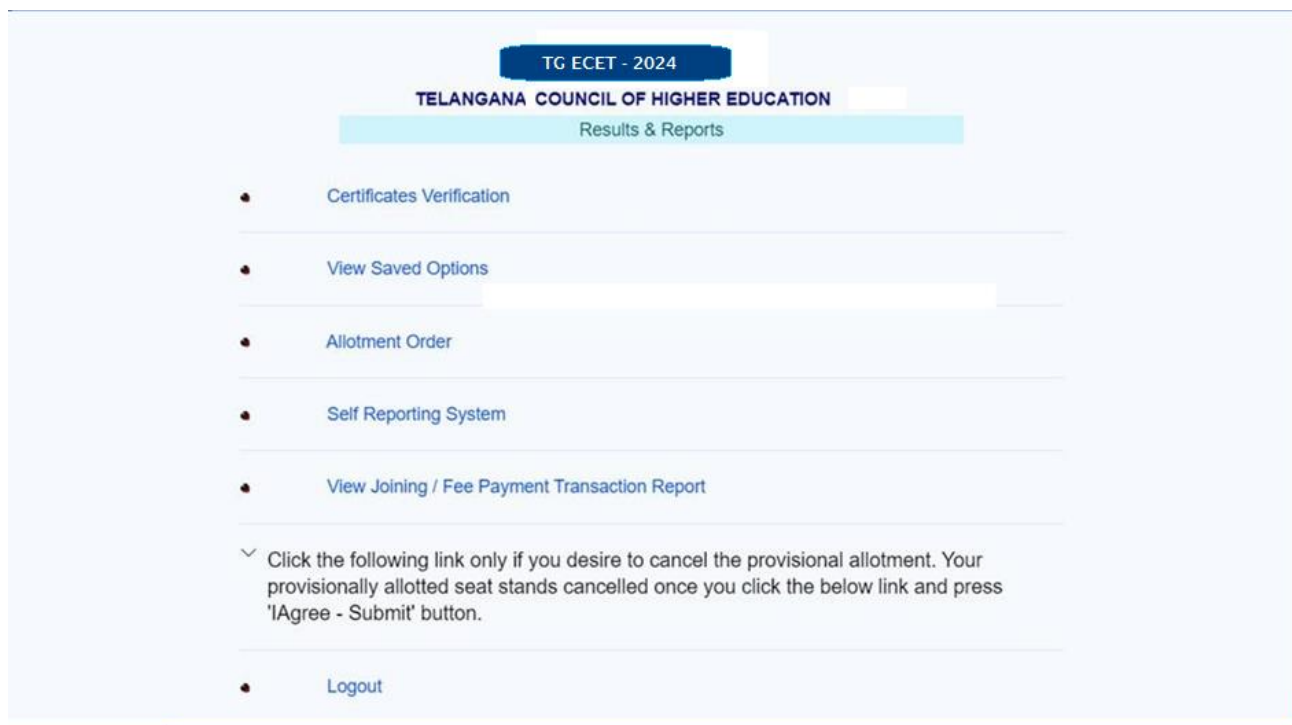 TG ECET - 2024
TELANGANA COUNCIL OF HIGHER EDUCATION
Results & Reports
Certificates Verification
View Saved Options
Allotment Order
Self Reporting System
View Joining / Fee Payment Transaction Report
Click the following link only if you desire to cancel the provisional allotment. Your
provisionally allotted seat stands cancelled once you click the below link and press
'IAgree - Submit' button.
Logout